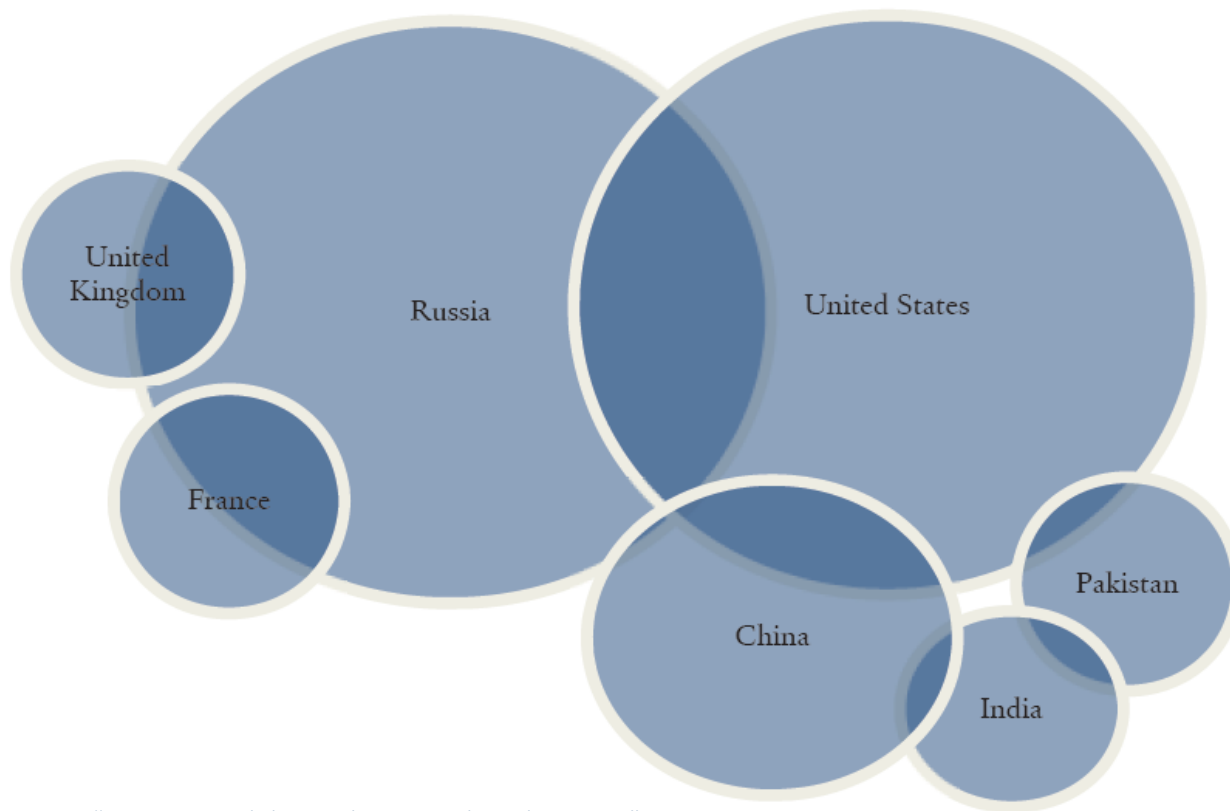 United
Kingdom
Russia
United States
France
Pakistan
China
India